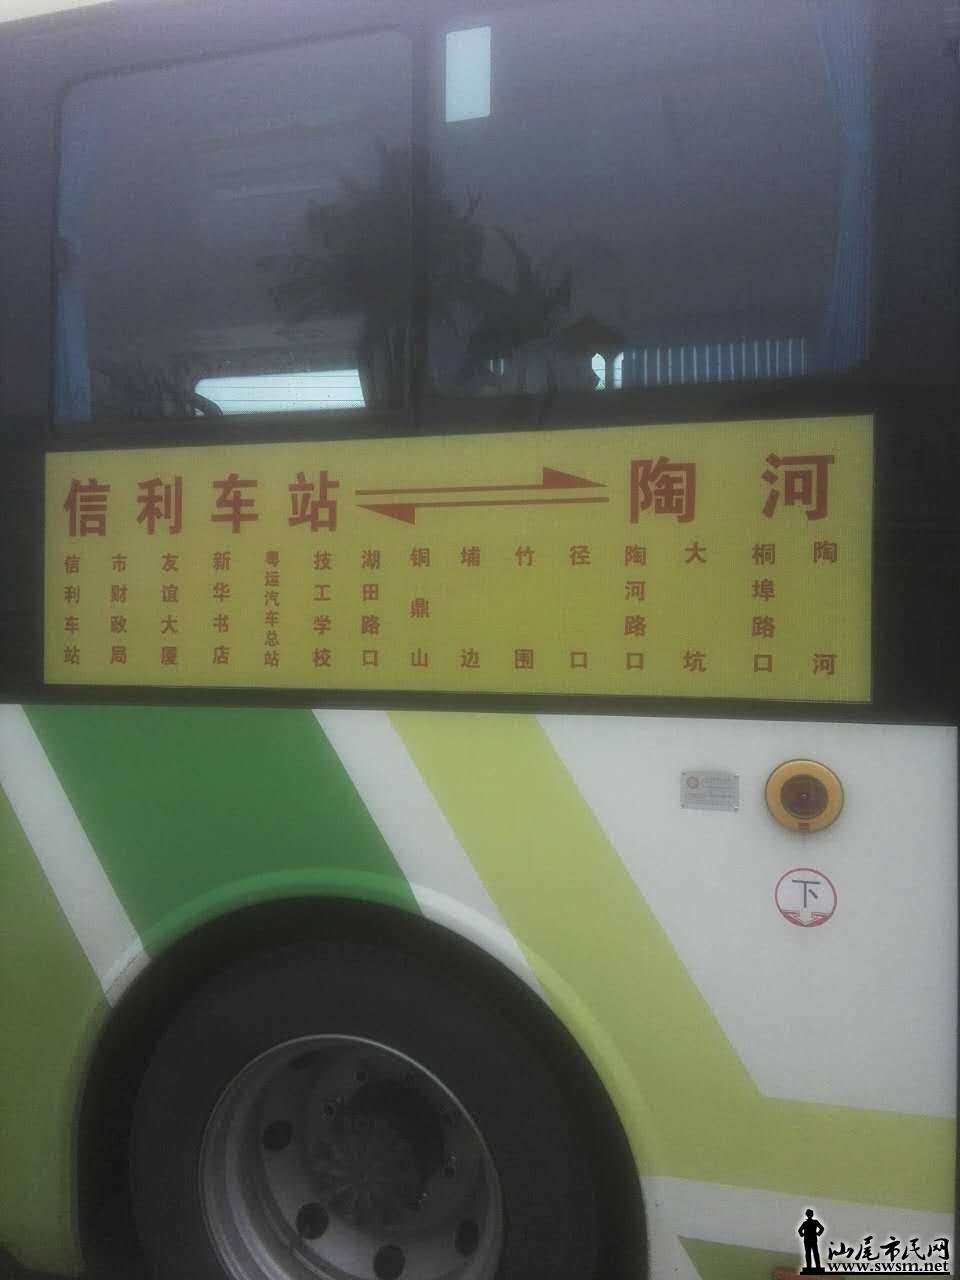 信利车站 陶河
信利车站
市财政局
友谊大厦
新华书店
粤运汽车总站
技工学校
湖田路口
铜鼎山
埔边
竹围
径口
陶河路口
大坑
桐埠路口
陶河
下
汕尾市民网
www.swsm.net